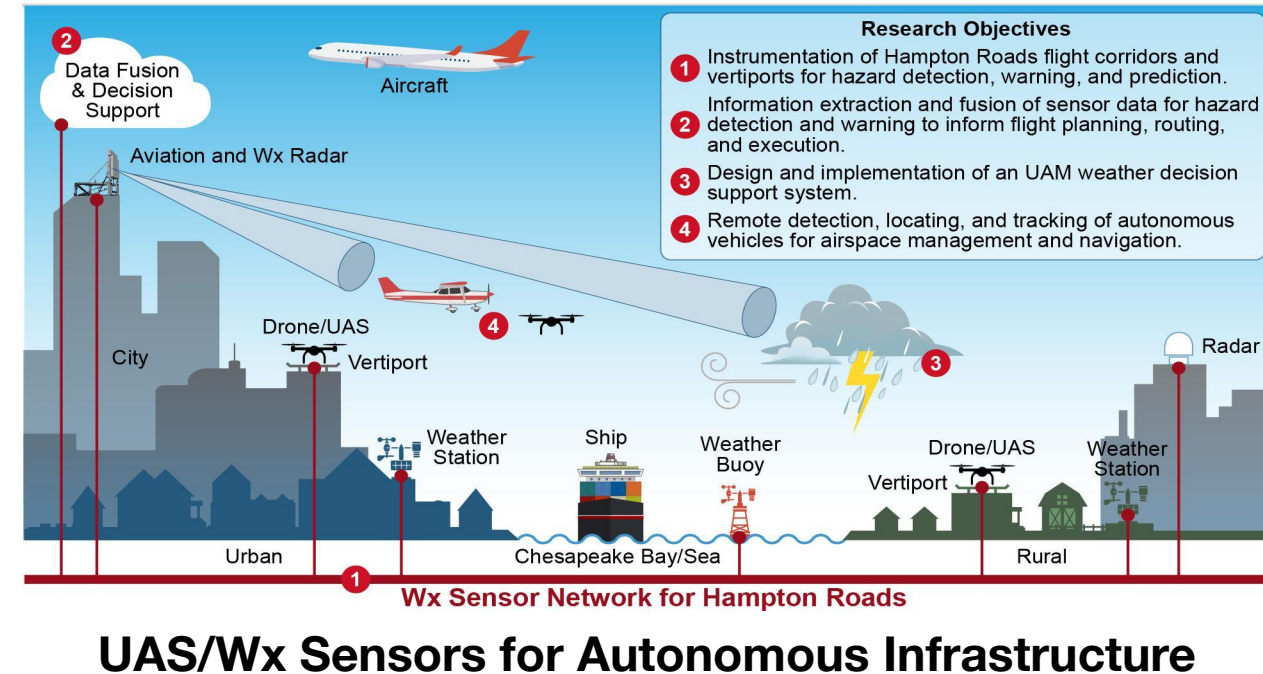 2
Data Fusion
& Decision
Support
Aircraft
Aviation and Wx Radar
Research Objectives
1 Instrumentation of Hampton Roads flight corridors and
vertiports for hazard detection, warning, and prediction.
2 Information extraction and fusion of sensor data for hazard
detection and warning to inform flight planning, routing,
and execution.
3 Design and implementation of an UAM weather decision
support system.
4 Remote detection, locating, and tracking of autonomous
vehicles for airspace management and navigation.
4
Drone/UAS
City
Vertiport
3
Radar
Weather
Station
Ship
Weather
Buoy
Drone/UAS
Vertiport
Weather
Station
Urban
Chesapeake Bay/Sea
Rural
1
Wx Sensor Network for Hampton Roads
UAS/Wx Sensors for Autonomous Infrastructure